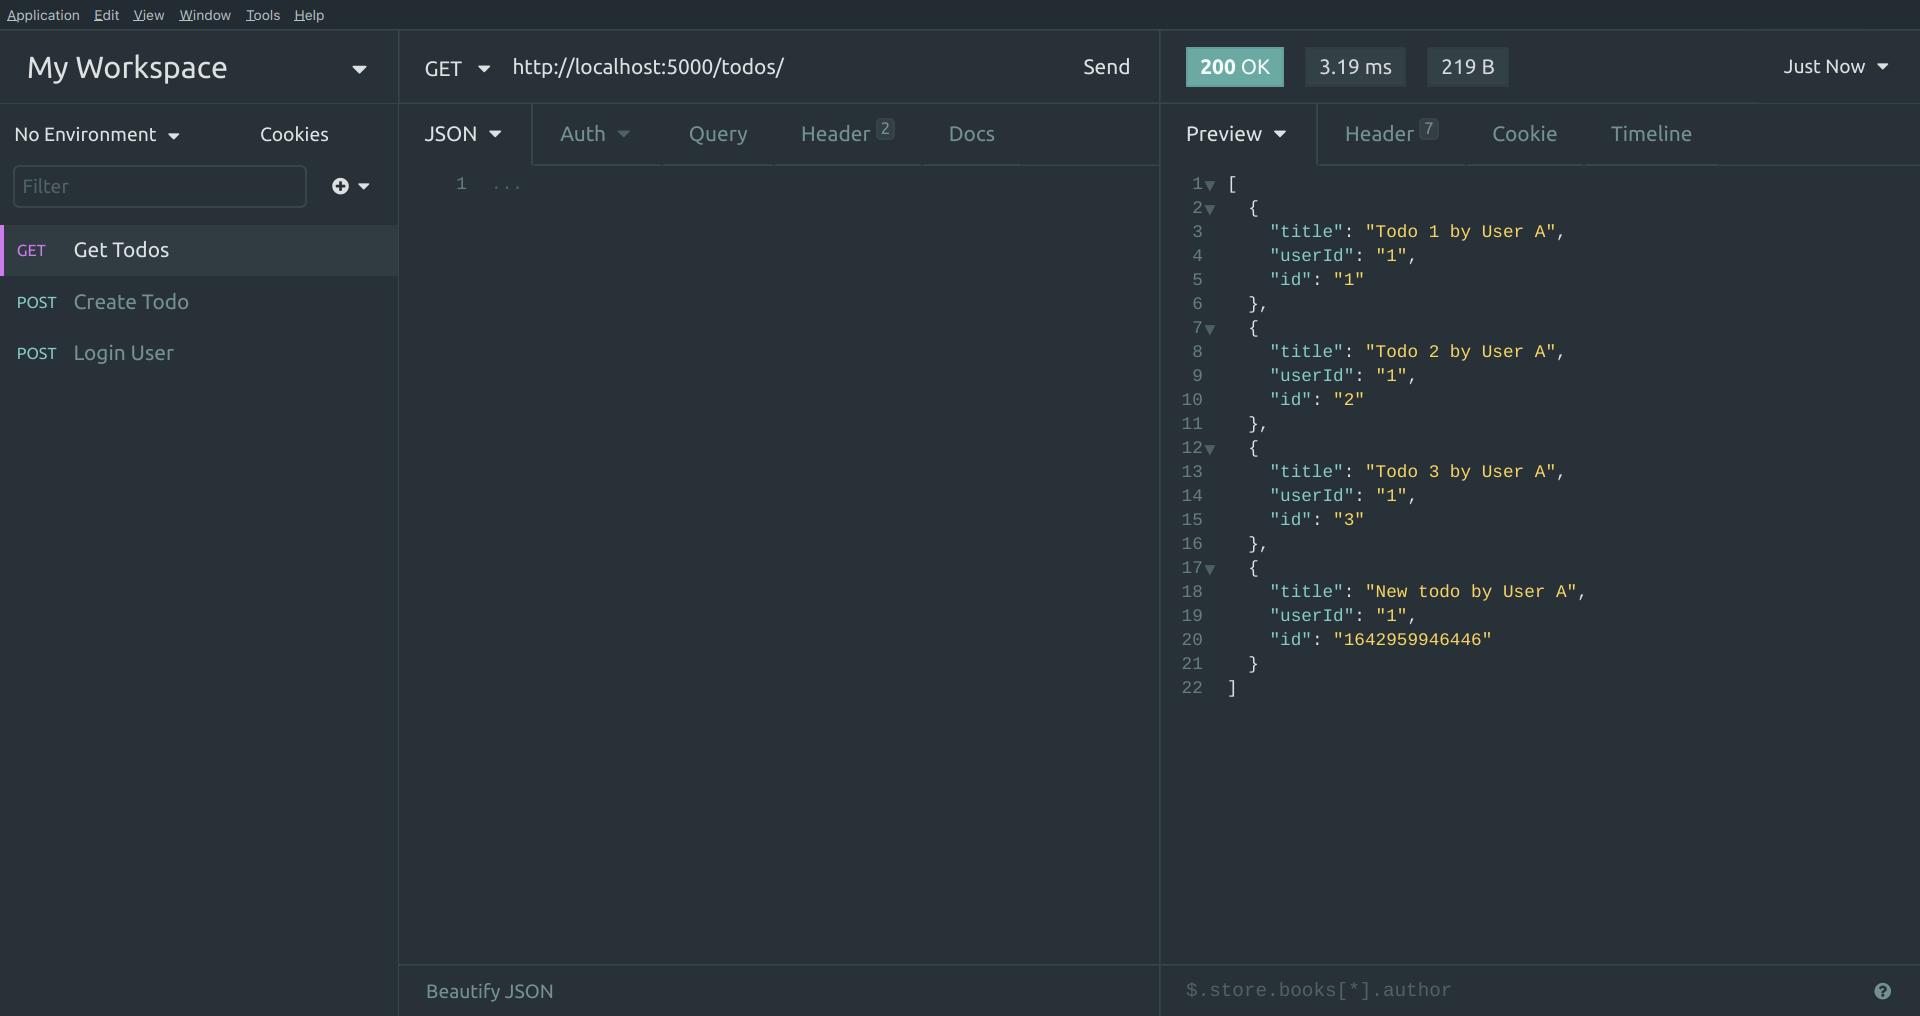 Application Edit View Window Tools Help
My Workspace
No Environment Cookies
Filter
GET Get Todos
POST Create Todo
POST Login User
GET http://localhost:5000/todos/ Send
JSON Auth Query Header 2 Docs
1 ...
Beautify JSON
200 OK 3.19 ms 219 B Just Now
Preview Header 7 Cookie Timeline
1 [
2 {
3 "title": "Todo 1 by User A",
4 "userId": "1",
5 "id": "1"
6 },
7 {
8 "title": "Todo 2 by User A",
9 "userId": "1",
10 "id": "2"
11 },
12 {
13 "title": "Todo 3 by User A",
14 "userId": "1",
15 "id": "3"
16 },
17 {
18 "title": "New todo by User A",
19 "userId": "1",
20 "id": "1642959946446"
21 }
22 ]
$.store.books[*].author ?